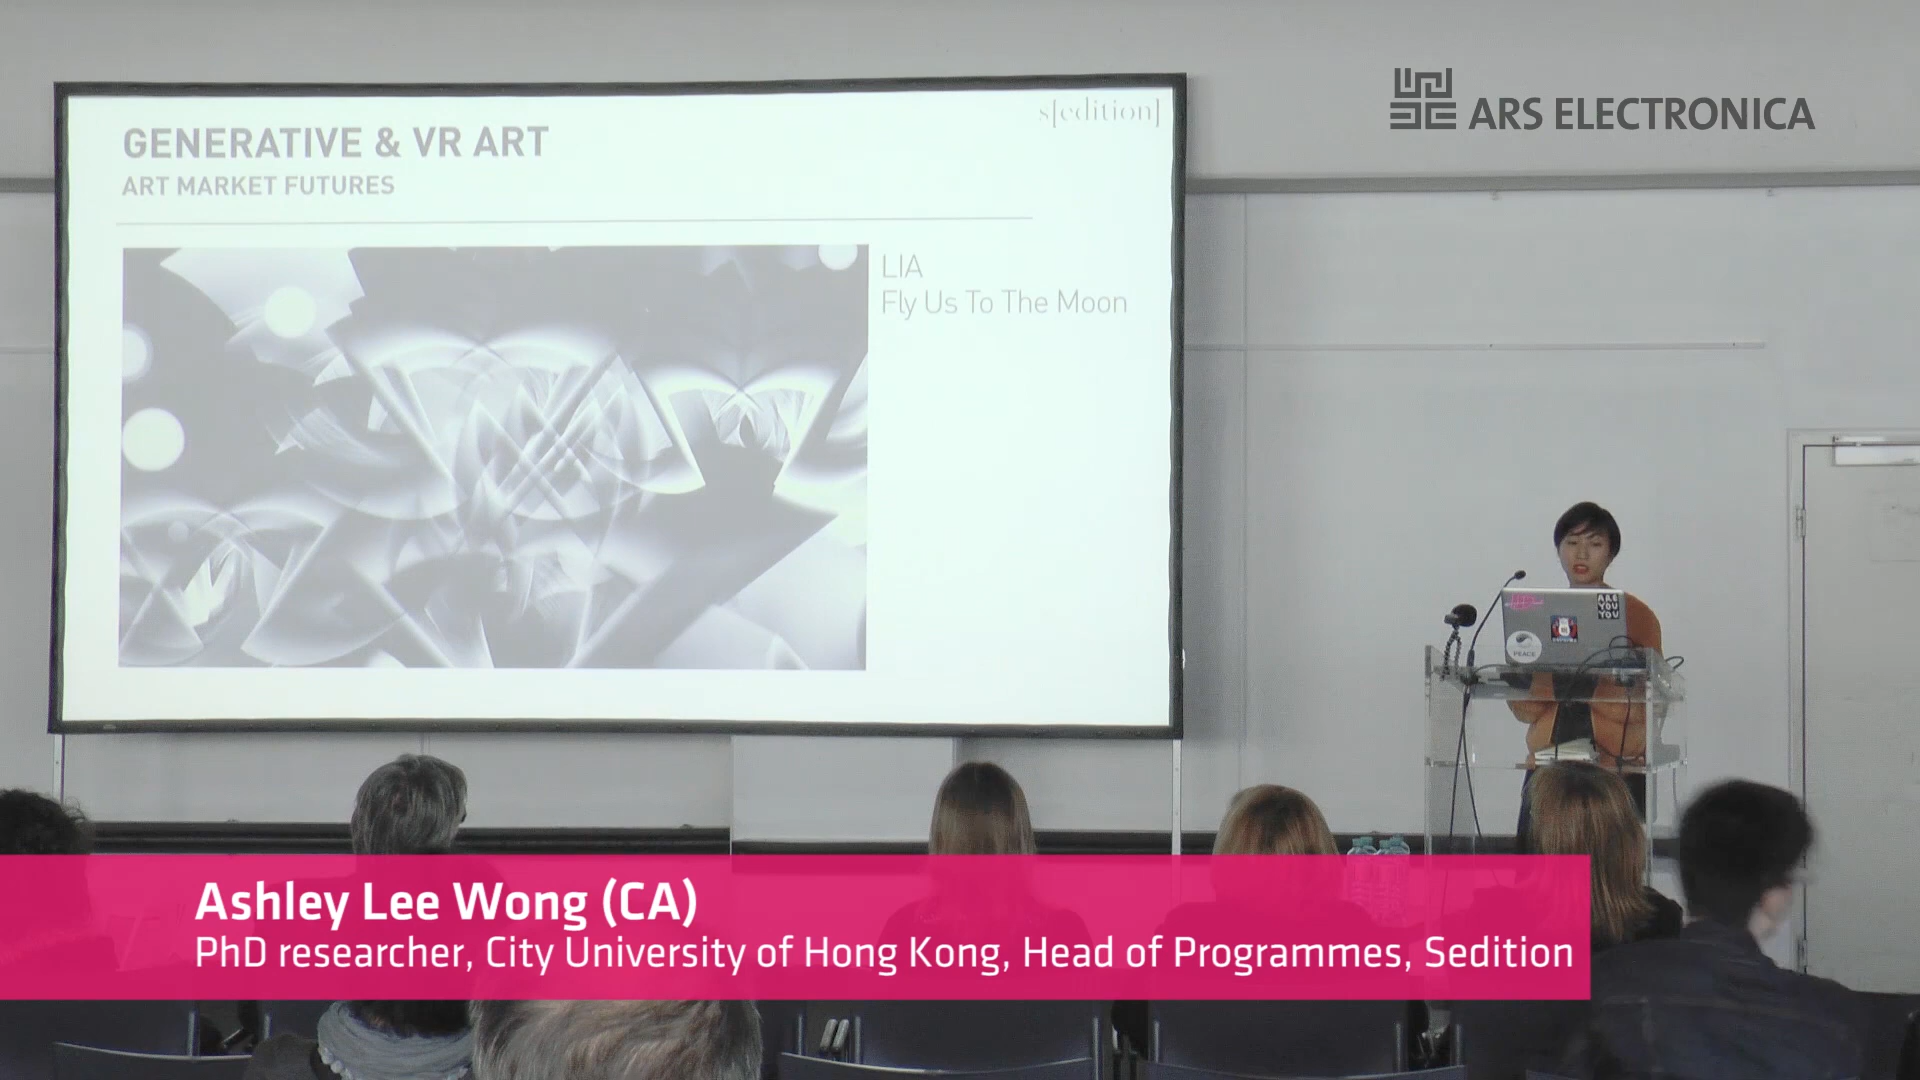 s[edition]
ARS ELECTRONICA
GENERATIVE & VR ART
ART MARKET FUTURES
LIA
Fly Us To The Moon
ARE
YOU
YOU
PEACE
Ashley Lee Wong (CA)
PhD researcher, City University of Hong Kong, Head of Programmes, Sedition